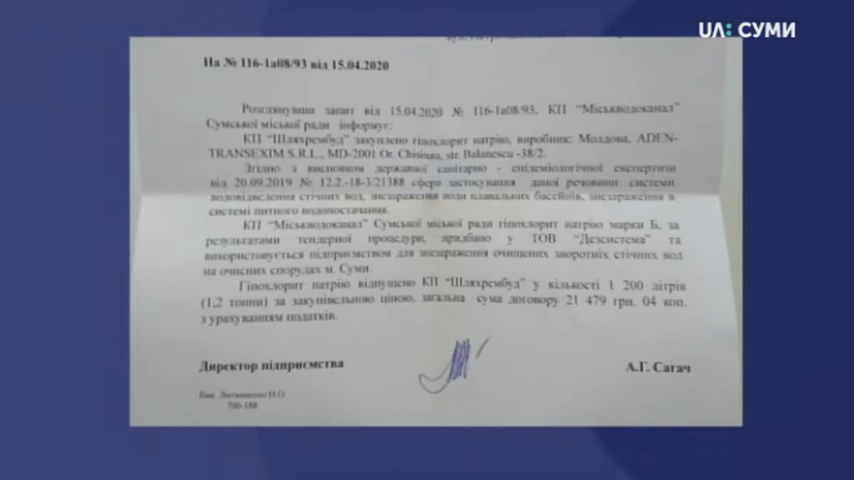 UA: СУМИ
На № 116-1а08/93 від 15.04.2020
Розглянувши запит від 15.04.2020 № 116-1а08/93, КП "Міськводоканал"
Сумської міської ради інформує:
КП "Шляхрембуд" закуплено гіпохлорит натрію, виробник: Молдова, ADEN-
TRANSEXIM S.R.L., MD-2001 Or. Chisinau, str. Balanescu -38/2.
Згідно з висновком державної санітарно - епідеміологічної експертизи
від 20.09.2019 № 12.2.-18-3/21388 сфера застосування даної речовини: системи
водовідведення стічних вод, знезараження води плавальних басейнів, знезараження в
системі питного водопостачання.
КП "Міськводоканал" Сумської міської ради гіпохлорит натрію марки Б, за
результатами тендерної процедури, придбано у ТОВ "Дезсистема" та
використовується підприємством для знезараження очищених зворотніх стічних вод
на очисних спорудах м. Суми.
Гіпохлорит натрію відпущено КП "Шляхрембуд" у кількості 1 200 літрів
(1,2 тонни) за закупівельною ціною, загальна сума договору 21 479 грн. 04 коп.
з урахуванням податків.
Директор підприємства А.Г. Сагач
Вик. Литвиненко Н.О.
700-188